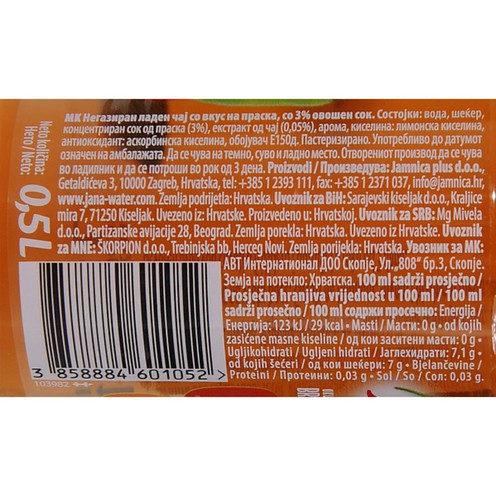 МК Негазиран ладен чај со вкус на праска, со 3% овошен сок. Состојки: вода, шеќер,
концентриран сок од праска (3%), екстракт од чај (0,05%), арома, киселина: лимонска киселина,
антиоксидант: аскорбинска киселина, обојувач Е150д. Пастеризирано. Употребливо до датумот
означен на амбалажата. Да се чува на темно, суво и ладно место. Отворениот производ да се чува
во ладилник и да се потроши во рок од 3 дена. Proizvodi / Произведува: Jamnica plus d.o.o.,
Getaldićeva 3, 10000 Zagreb, Hrvatska, tel: +385 1 2393 111, fax: +385 1 2371 037, info@jamnica.hr,
www.jana-water.com. Zemlja podrijetla: Hrvatska. Uvoznik za BiH: Sarajevski kiseljak d.o.o., Kraljice
mira 7, 71250 Kiseljak. Uvezeno iz: Hrvatske. Proizvedeno u: Hrvatskoj. Uvoznik za SRB: Mg Mivela
d.o.o., Partizanske avijacije 28, Beograd. Zemlja porekla: Hrvatska. Uvezeno iz: Hrvatske. Uvoznik
za MNE: ŠKORPION d.o.o., Trebinjska bb, Herceg Novi. Zemlja porijekla: Hrvatska. Увозник за МК:
АВТ Интернационал ДОО Скопје, Ул.„808" бр.3, Скопје.
Земја на потекло: Хрватска. 100 ml sadrži prosječno /
Prosječna hranjiva vrijednost u 100 ml / 100 ml
sadrži prosečno / 100 ml содржи просечно: Energija /
Енергија: 123 kJ / 29 kcal • Masti / Масти: 0 g • od kojih
zasićene masne kiseline / од кои заситени масти: 0 g •
Ugljikohidrati / Ugljeni hidrati / Јаглехидрати: 7,1 g •
od kojih šećeri / од кои шеќери: 7 g • Bjelančevine /
Proteini / Протеини: 0,03 g • Sol / So / Сол: 0,03 g.
Neto količina:
Нето / Neto:
0,5L
3 858884 601052
103982